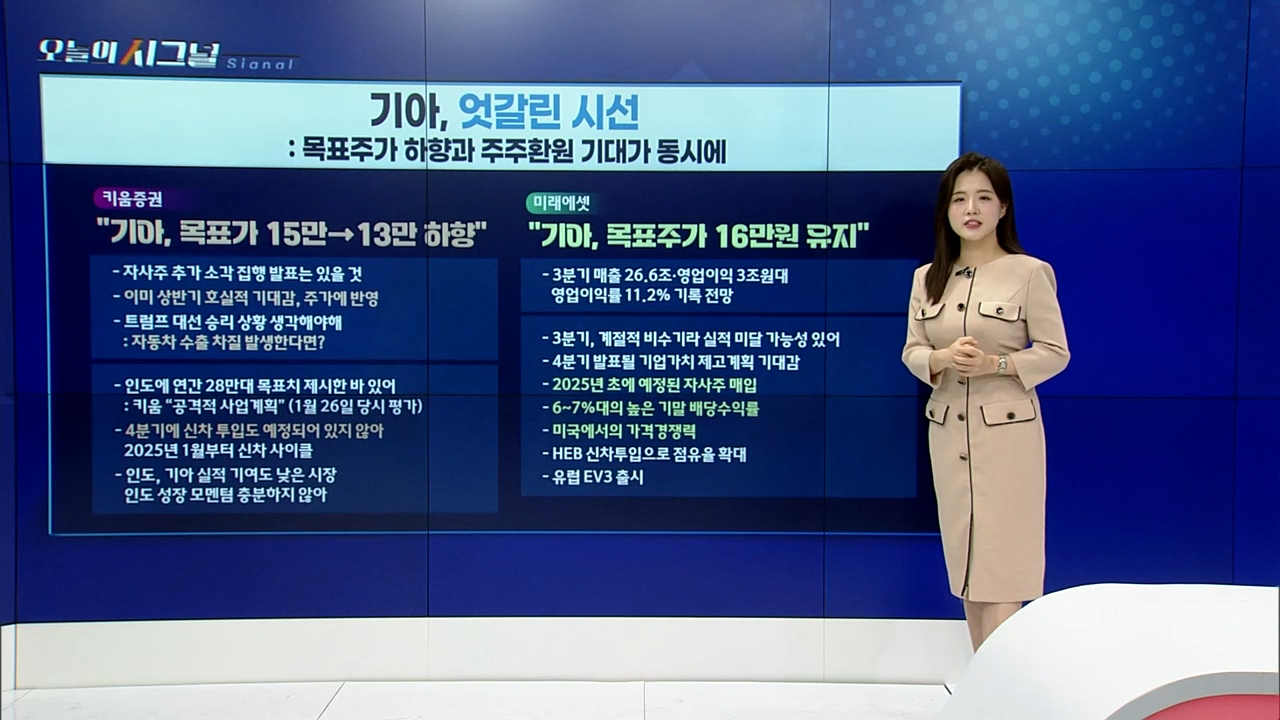 오늘의 시그널
Signal
기아, 엇갈린 시선
: 목표주가 하향과 주주환원 기대가 동시에
키움증권
"기아, 목표가 15만→13만 하향"
- 자사주 추가 소각 집행 발표는 있을 것
- 이미 상반기 호실적 기대감, 주가에 반영
- 트럼프 대선 승리 상황 생각해야해
: 자동차 수출 차질 발생한다면?
- 인도에 연간 28만대 목표치 제시한 바 있어
: 키움 “공격적 사업계획” (1월 26일 당시 평가)
- 4분기에 신차 투입도 예정되어 있지 않아
2025년 1월부터 신차 사이클
- 인도, 기아 실적 기여도 낮은 시장
인도 성장 모멘텀 충분하지 않아
미래에셋
"기아, 목표주가 16만원 유지"
- 3분기 매출 26.6조·영업이익 3조원대
영업이익률 11.2% 기록 전망
- 3분기, 계절적 비수기라 실적 미달 가능성 있어
- 4분기 발표될 기업가치 제고계획 기대감
- 2025년 초에 예정된 자사주 매입
- 6~7%대의 높은 기말 배당수익률
- 미국에서의 가격경쟁력
- HEB 신차투입으로 점유율 확대
- 유럽 EV3 출시